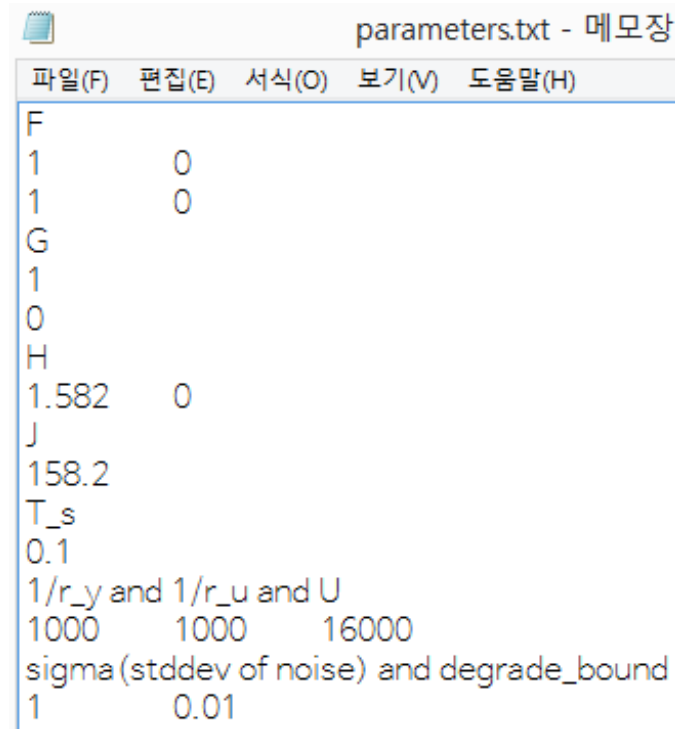 parameters.txt - 메모장
파일(F) 편집(E) 서식(O) 보기(V) 도움말(H)
F
1 0
1 0
G
1
0
H
1.582 0
J
158.2
T_s
0.1
1/r_y and 1/r_u and U
1000 1000 16000
sigma(stddev of noise) and degrade_bound
1 0.01